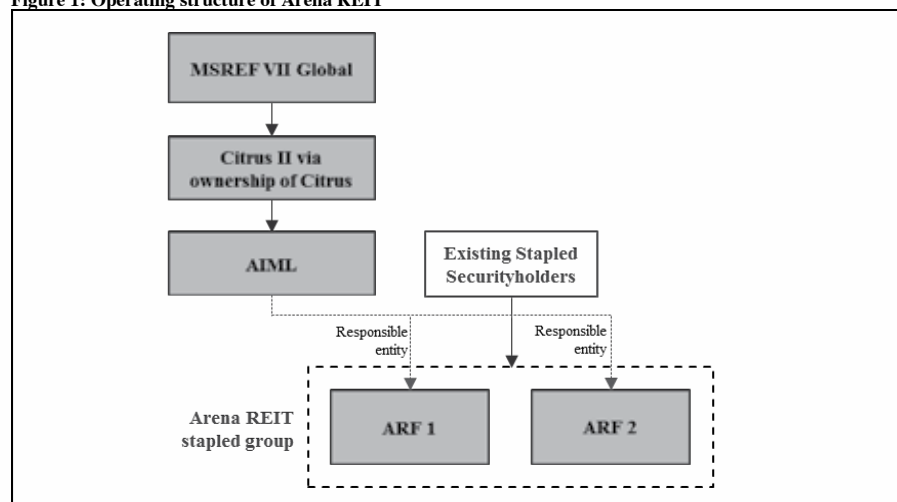 Figure 1: Operating structure of Arena REIT
MSREF VII Global
Citrus II via
ownership of Citrus
AIML
Existing Stapled
Securityholders
Responsible
entity
Responsible
entity
Arena REIT
stapled group
ARF 1
ARF 2